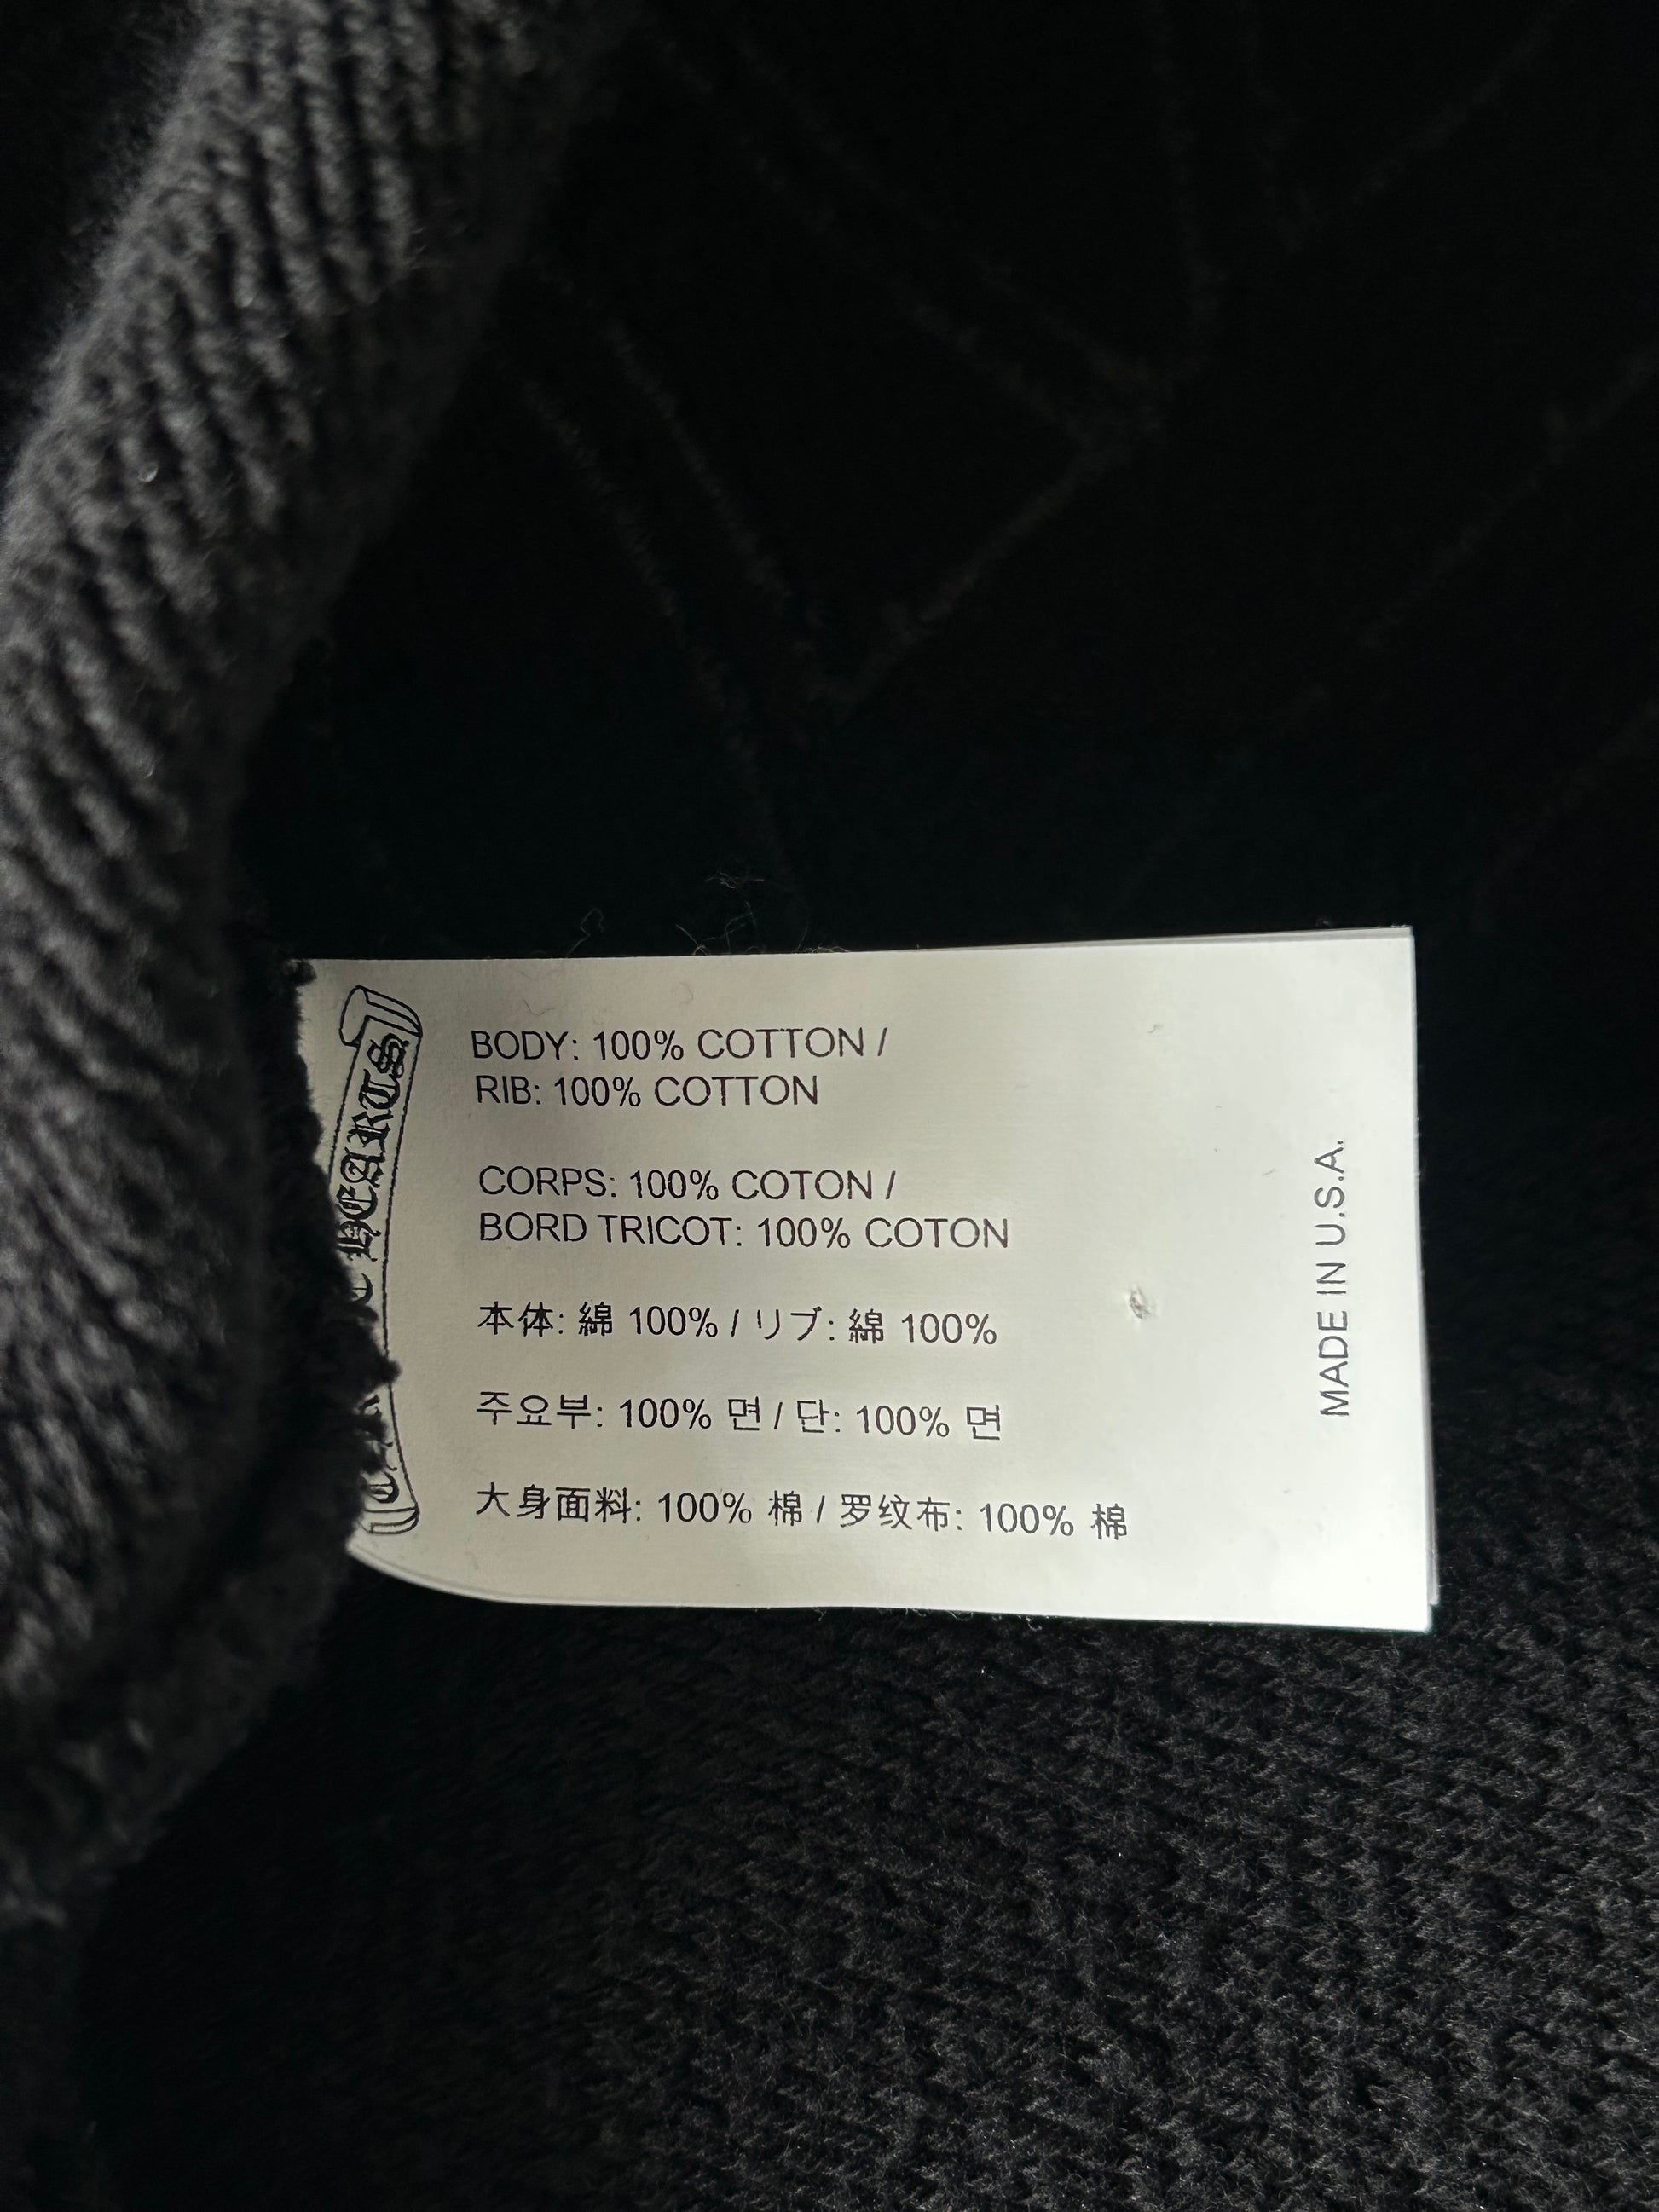 HEARTS
BODY: 100% COTTON /
RIB: 100% COTTON
CORPS: 100% COTON /
BORD TRICOT: 100% COTON
本体: 綿 100% / リブ: 綿 100%
주요부: 100% 면 / 단: 100% 면
大身面料: 100% 棉 / 罗纹布: 100% 棉
MADE IN U.S.A.